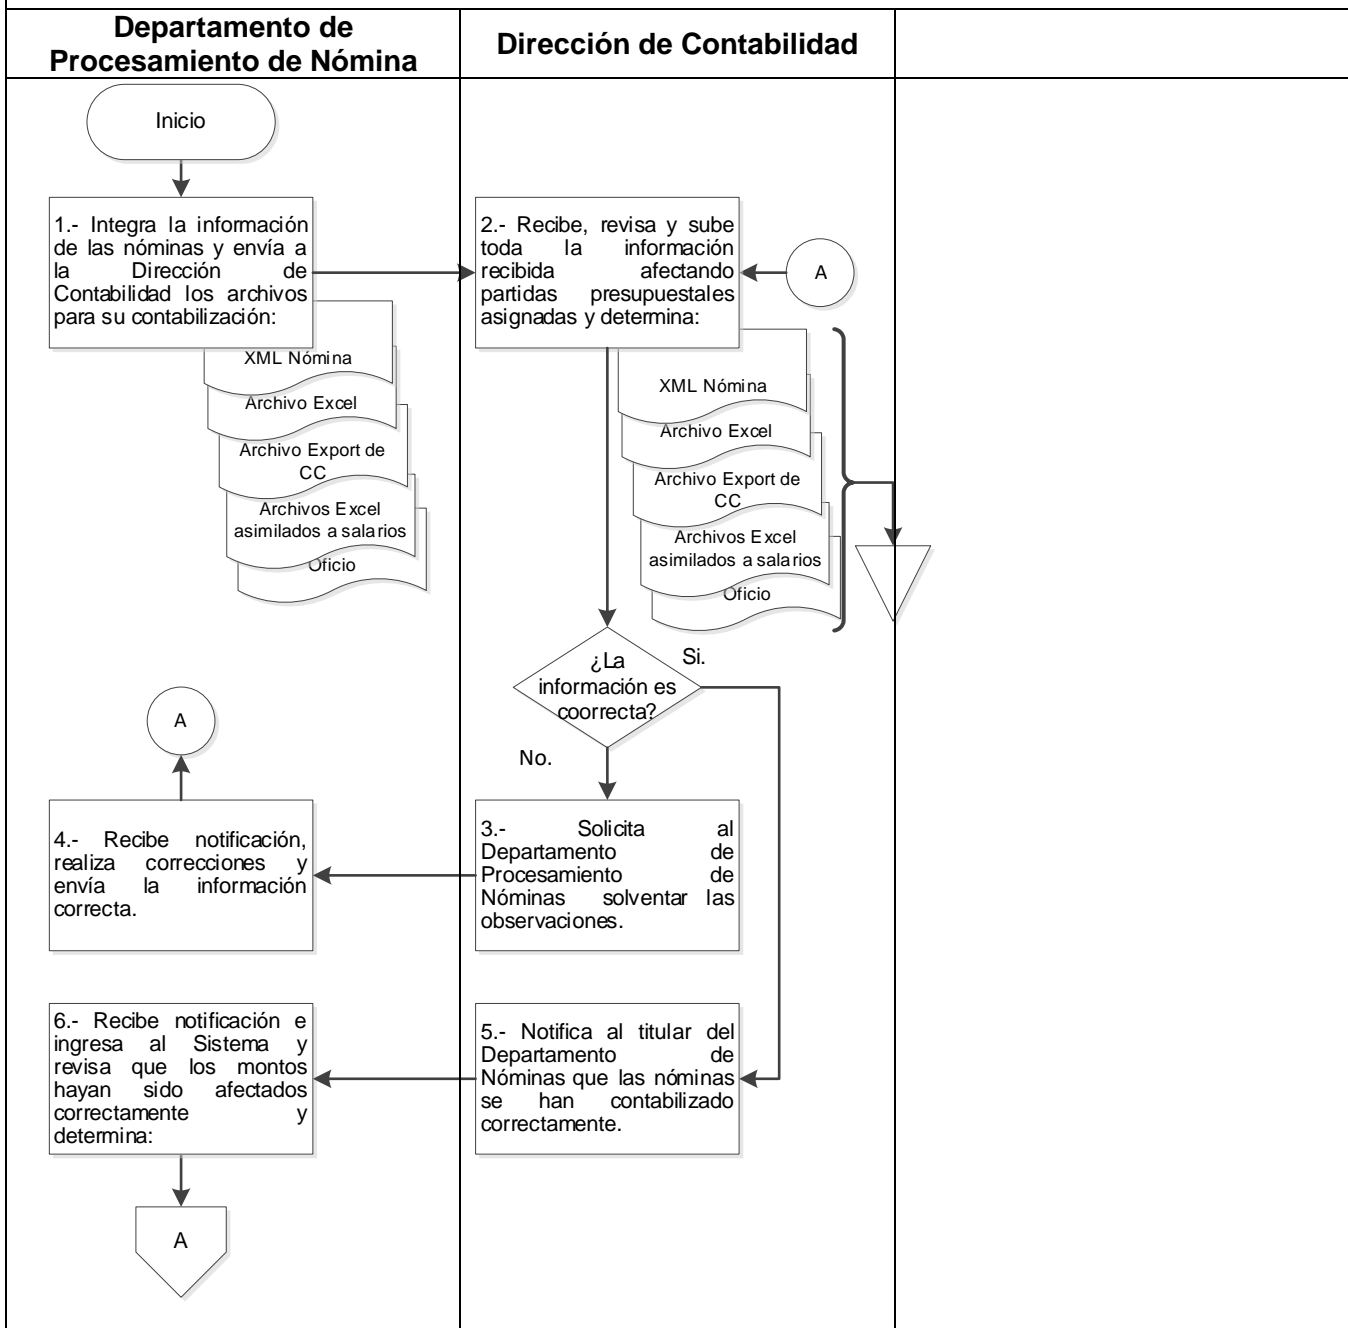 Departamento de
Procesamiento de Nómina
Dirección de Contabilidad
Inicio
1.- Integra la información
de las nóminas y envía a
la Dirección de
Contabilidad los archivos
para su contabilización:
XML Nómina
Archivo Excel
Archivo Export de
CC
Archivos Excel
asimilados a salarios
Oficio
2.- Recibe, revisa y sube
toda la información
recibida afectando
partidas presupuestales
asignadas y determina:
A
XML Nómina
Archivo Excel
Archivo Export de
CC
Archivos Excel
asimilados a salarios
Oficio
¿La
información es
coorrecta?
Si.
No.
A
4.- Recibe notificación,
realiza correcciones y
envía la información
correcta.
3.- Solicita al
Departamento de
Procesamiento de
Nóminas solventar las
observaciones.
6.- Recibe notificación e
ingresa al Sistema y
revisa que los montos
hayan sido afectados
correctamente y
determina:
5.- Notifica al titular del
Departamento de
Nóminas que las nóminas
se han contabilizado
correctamente.
A